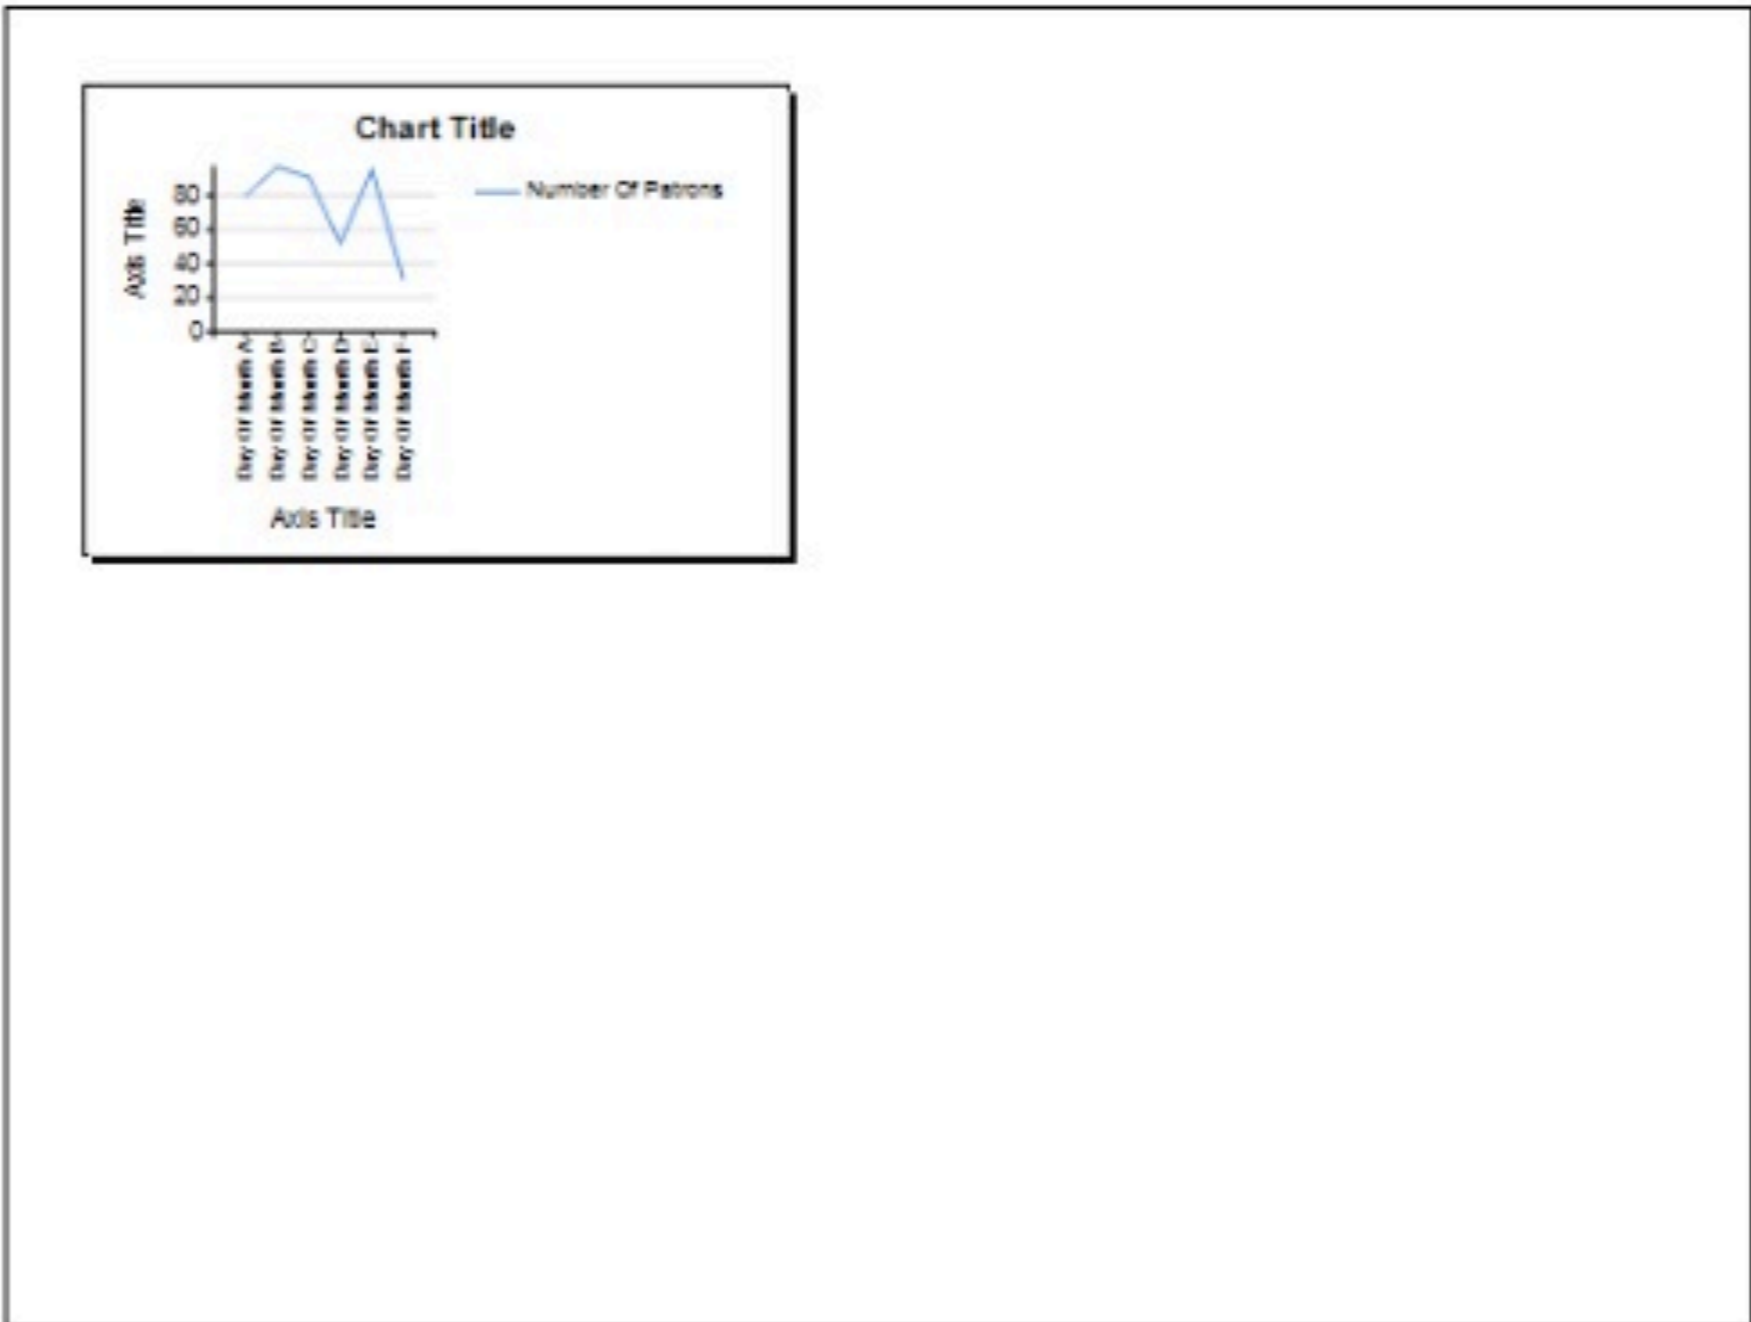 Chart Title
Number Of Patrons
Axis Title
80
60
40
20
0
Day Of Month A
Day Of Month B
Day Of Month C
Day Of Month D
Day Of Month E
Day Of Month F
Axis Title